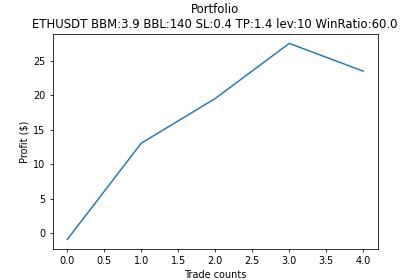 Portfolio
ETHUSDT BBM:3.9 BBL:140 SL:0.4 TP:1.4 lev:10 WinRatio:60.0
Profit ($)
25
20
15
10
5
0
0.0 0.5 1.0 1.5 2.0 2.5 3.0 3.5 4.0
Trade counts